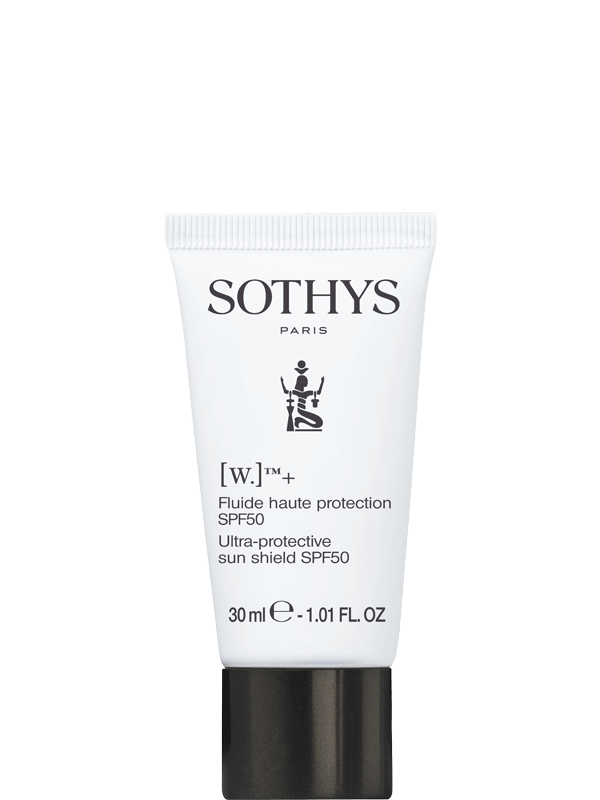 SOTHYS
PARIS
[W.]™+
Fluide haute protection
SPF50
Ultra-protective
sun shield SPF50
30 ml ℮ - 1.01 FL. OZ